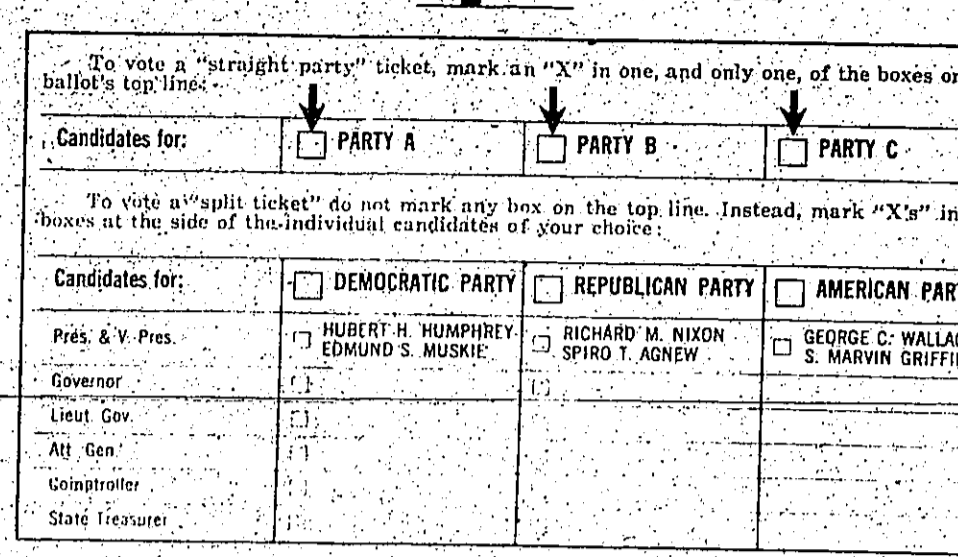 To vote a "straight party" ticket, mark an "X" in one, and only one, of the boxes on
ballot's top line:
Candidates for: PARTY A PARTY B PARTY C
To vote a "split ticket" do not mark any box on the top line. Instead, mark "X's" in
boxes at the side of the individual candidates of your choice:
Candidates for: DEMOCRATIC PARTY REPUBLICAN PARTY AMERICAN PART
Pres. & V. Pres. HUBERT H. HUMPHREY RICHARD M. NIXON GEORGE C. WALLAC
EDMUND S. MUSKIE SPIRO T. AGNEW S. MARVIN GRIFFI
Governor
Lieut. Gov.
Att. Gen.
Comptroller
State Treasurer